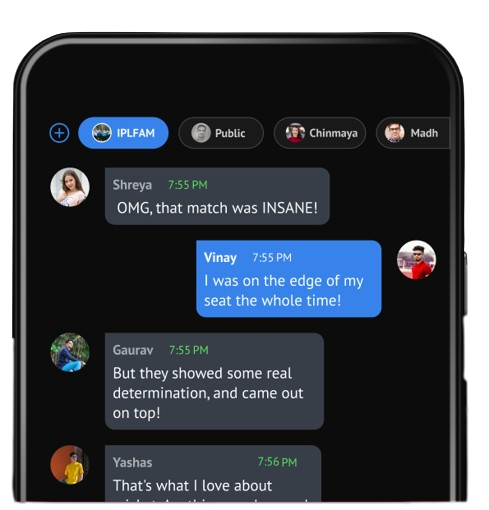 IPLFAM
Public
Chinmaya
Madh
Shreya 7:55 PM
OMG, that match was INSANE!
Vinay 7:55 PM
I was on the edge of my
seat the whole time!
Gaurav 7:55 PM
But they showed some real
determination, and came out
on top!
Yashas 7:56 PM
That's what I love about